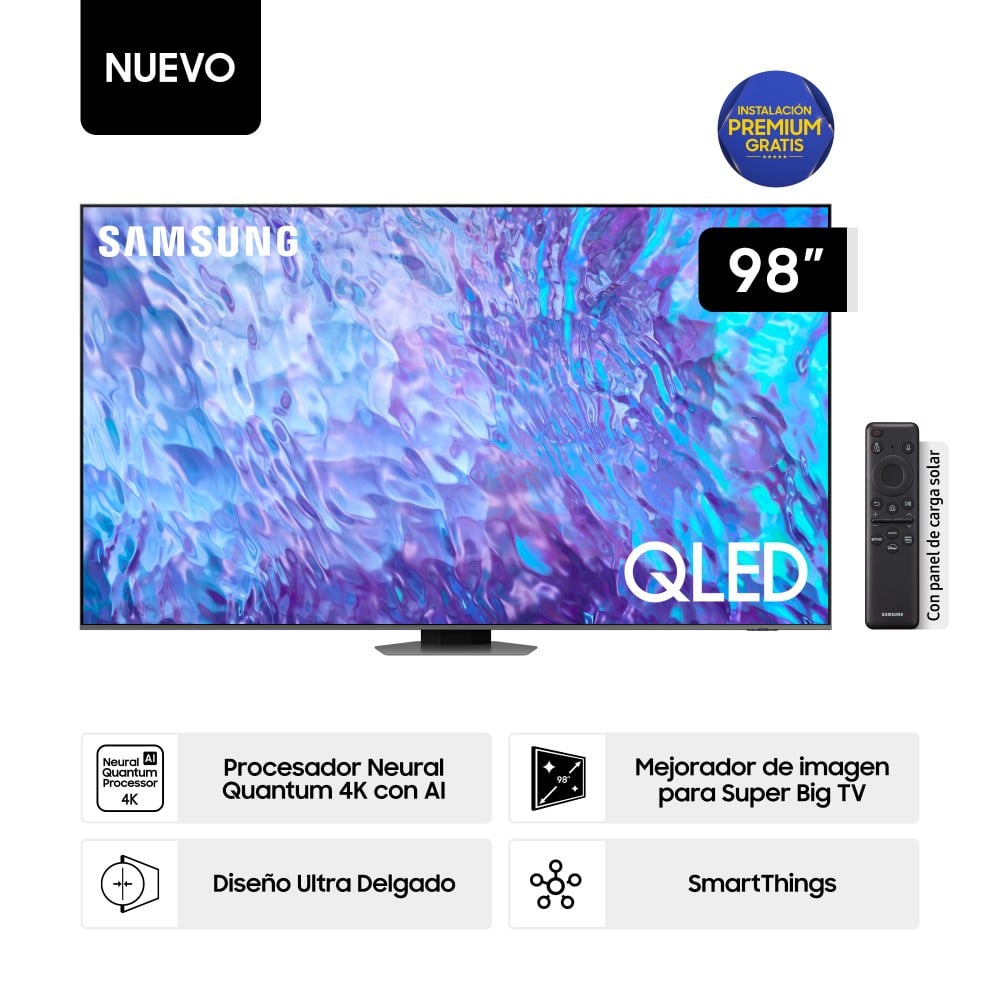 NUEVO
INSTALACIÓN
PREMIUM
GRATIS
SAMSUNG
98”
QLED
SAMSUNG
Con panel de carga solar
Neural AI
Quantum
Processor
4K
Procesador Neural
Quantum 4K con AI
98”
Mejorador de imagen
para Super Big TV
Diseño Ultra Delgado
SmartThings